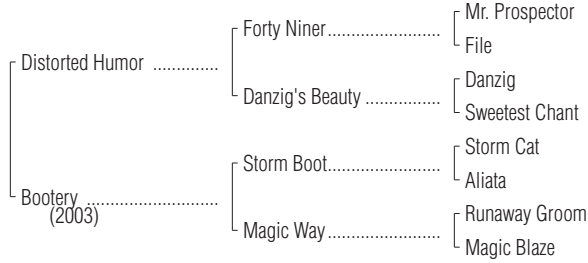 Mr. Prospector
Forty Niner
File
Distorted Humor
Danzig
Danzig's Beauty
Sweetest Chant
Storm Cat
Storm Boot
Aliata
Bootery
(2003)
Runaway Groom
Magic Way
Magic Blaze